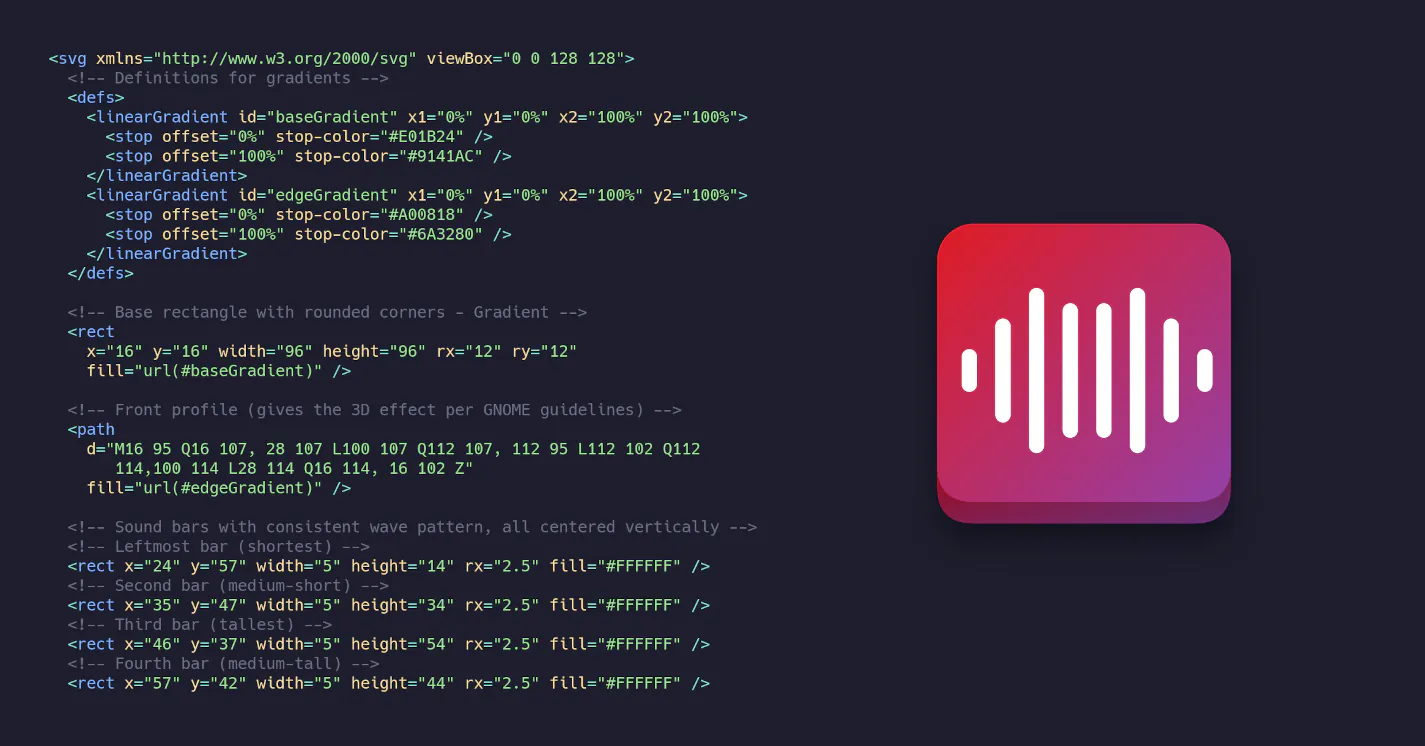 <svg xmlns="http://www.w3.org/2000/svg" viewBox="0 0 128 128">
  <!-- Definitions for gradients -->
  <defs>
    <linearGradient id="baseGradient" x1="0%" y1="0%" x2="100%" y2="100%">
      <stop offset="0%" stop-color="#E01B24" />
      <stop offset="100%" stop-color="#9141AC" />
    </linearGradient>
    <linearGradient id="edgeGradient" x1="0%" y1="0%" x2="100%" y2="100%">
      <stop offset="0%" stop-color="#A00818" />
      <stop offset="100%" stop-color="#6A3280" />
    </linearGradient>
  </defs>

  <!-- Base rectangle with rounded corners - Gradient -->
  <rect
    x="16" y="16" width="96" height="96" rx="12" ry="12"
    fill="url(#baseGradient)" />

  <!-- Front profile (gives the 3D effect per GNOME guidelines) -->
  <path
    d="M16 95 Q16 107, 28 107 L100 107 Q112 107, 112 95 L112 102 Q112
       114,100 114 L28 114 Q16 114, 16 102 Z"
    fill="url(#edgeGradient)" />

  <!-- Sound bars with consistent wave pattern, all centered vertically -->
  <!-- Leftmost bar (shortest) -->
  <rect x="24" y="57" width="5" height="14" rx="2.5" fill="#FFFFFF" />
  <!-- Second bar (medium-short) -->
  <rect x="35" y="47" width="5" height="34" rx="2.5" fill="#FFFFFF" />
  <!-- Third bar (tallest) -->
  <rect x="46" y="37" width="5" height="54" rx="2.5" fill="#FFFFFF" />
  <!-- Fourth bar (medium-tall) -->
  <rect x="57" y="42" width="5" height="44" rx="2.5" fill="#FFFFFF" />